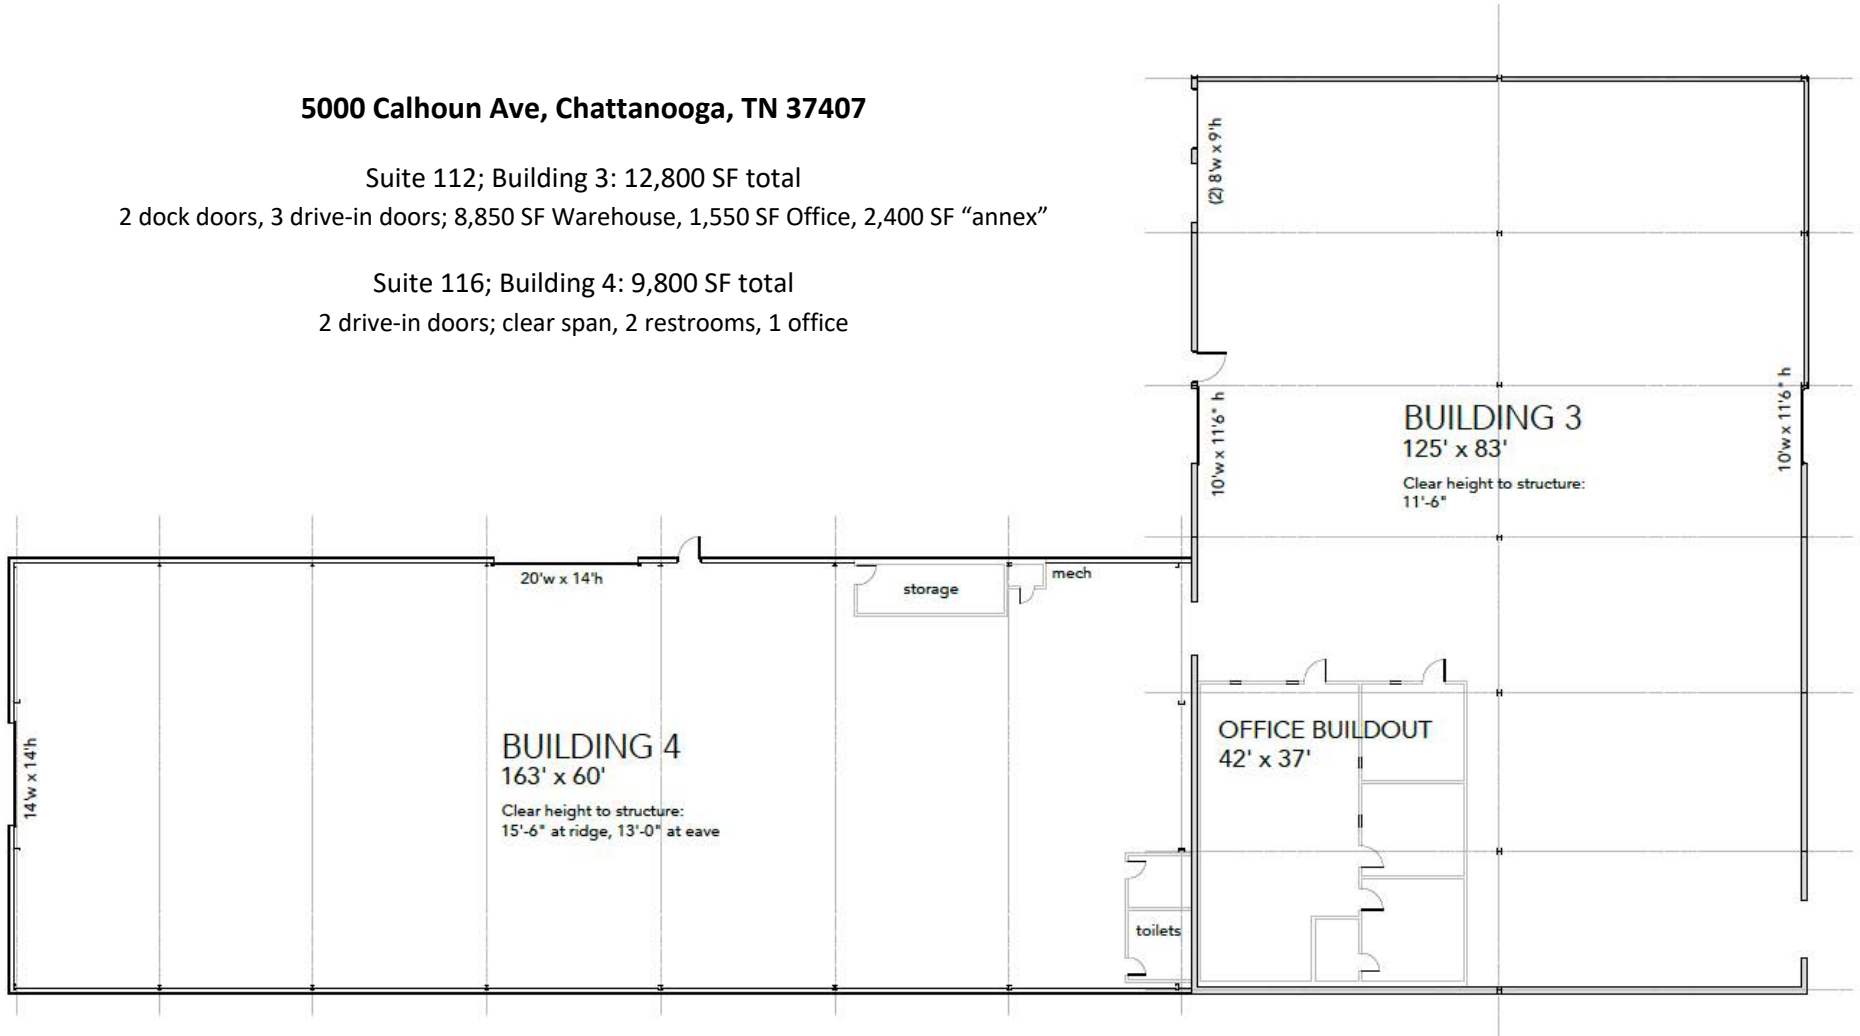 5000 Calhoun Ave, Chattanooga, TN 37407
Suite 112; Building 3: 12,800 SF total
2 dock doors, 3 drive-in doors; 8,850 SF Warehouse, 1,550 SF Office, 2,400 SF “annex”
Suite 116; Building 4: 9,800 SF total
2 drive-in doors; clear span, 2 restrooms, 1 office
(2) 8'w x 9'h
10'w x 11'6" h
BUILDING 3
125' x 83'
Clear height to structure:
11'-6"
10'w x 11'6" h
20'w x 14'h
storage
mech
14'w x 14'h
BUILDING 4
163' x 60'
Clear height to structure:
15'-6" at ridge, 13'-0" at eave
OFFICE BUILDOUT
42' x 37'
toilets